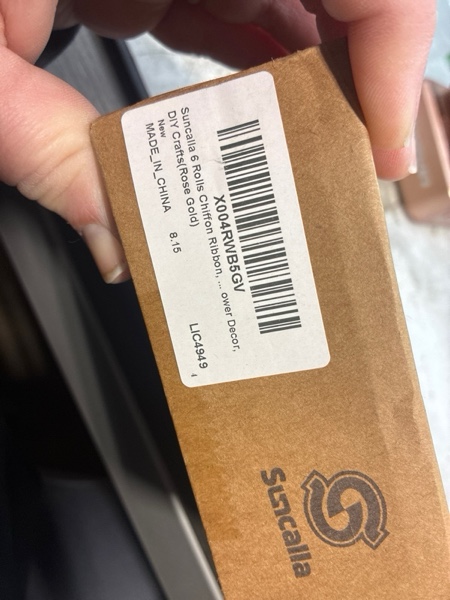 X004RWB5GV
Suncalla 6 Rolls Chiffon Ribbon, ... ower Decor,
DIY Crafts(Rose Gold)
New
MADE_IN_CHINA 8.15 LIC4949
Suncalla